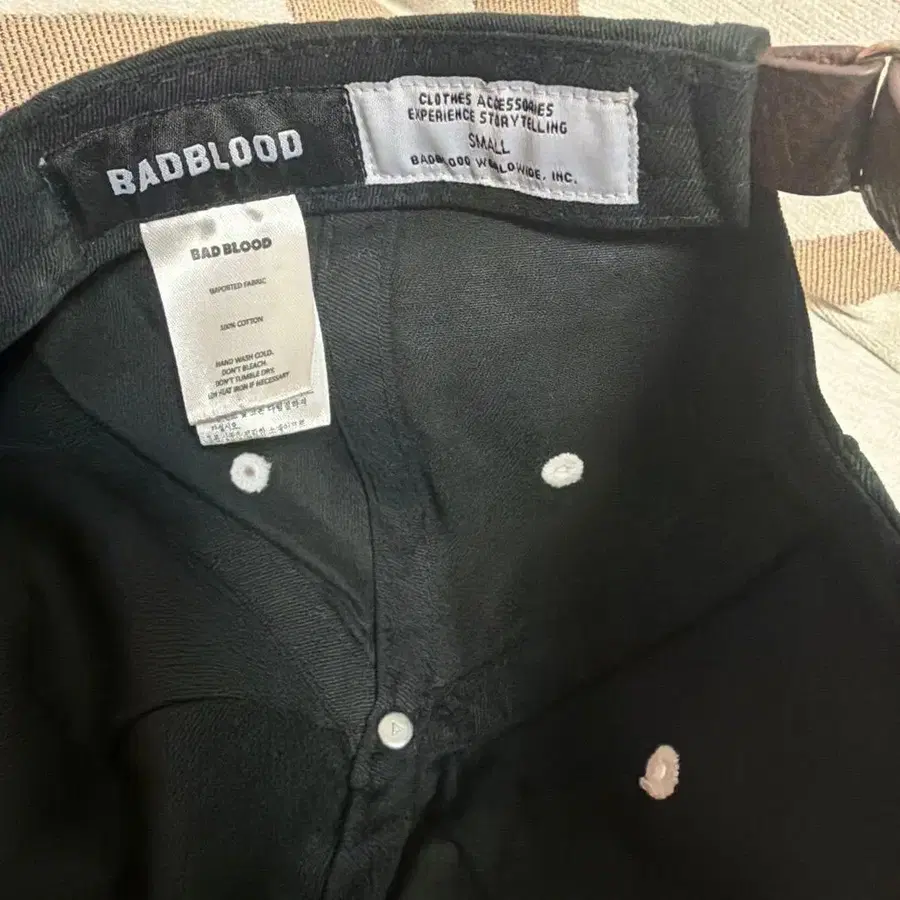 BADBLOOD
CLOTHES ACCESSORIES
EXPERIENCE STORYTELLING
SMALL
BADBLOOD WORLDWIDE, INC.
BAD BLOOD
IMPORTED FABRIC
100% COTTON
HAND WASH COLD.
DON'T BLEACH.
DON'T TUMBLE DRY.
LOW HEAT IRON IF NECESSARY